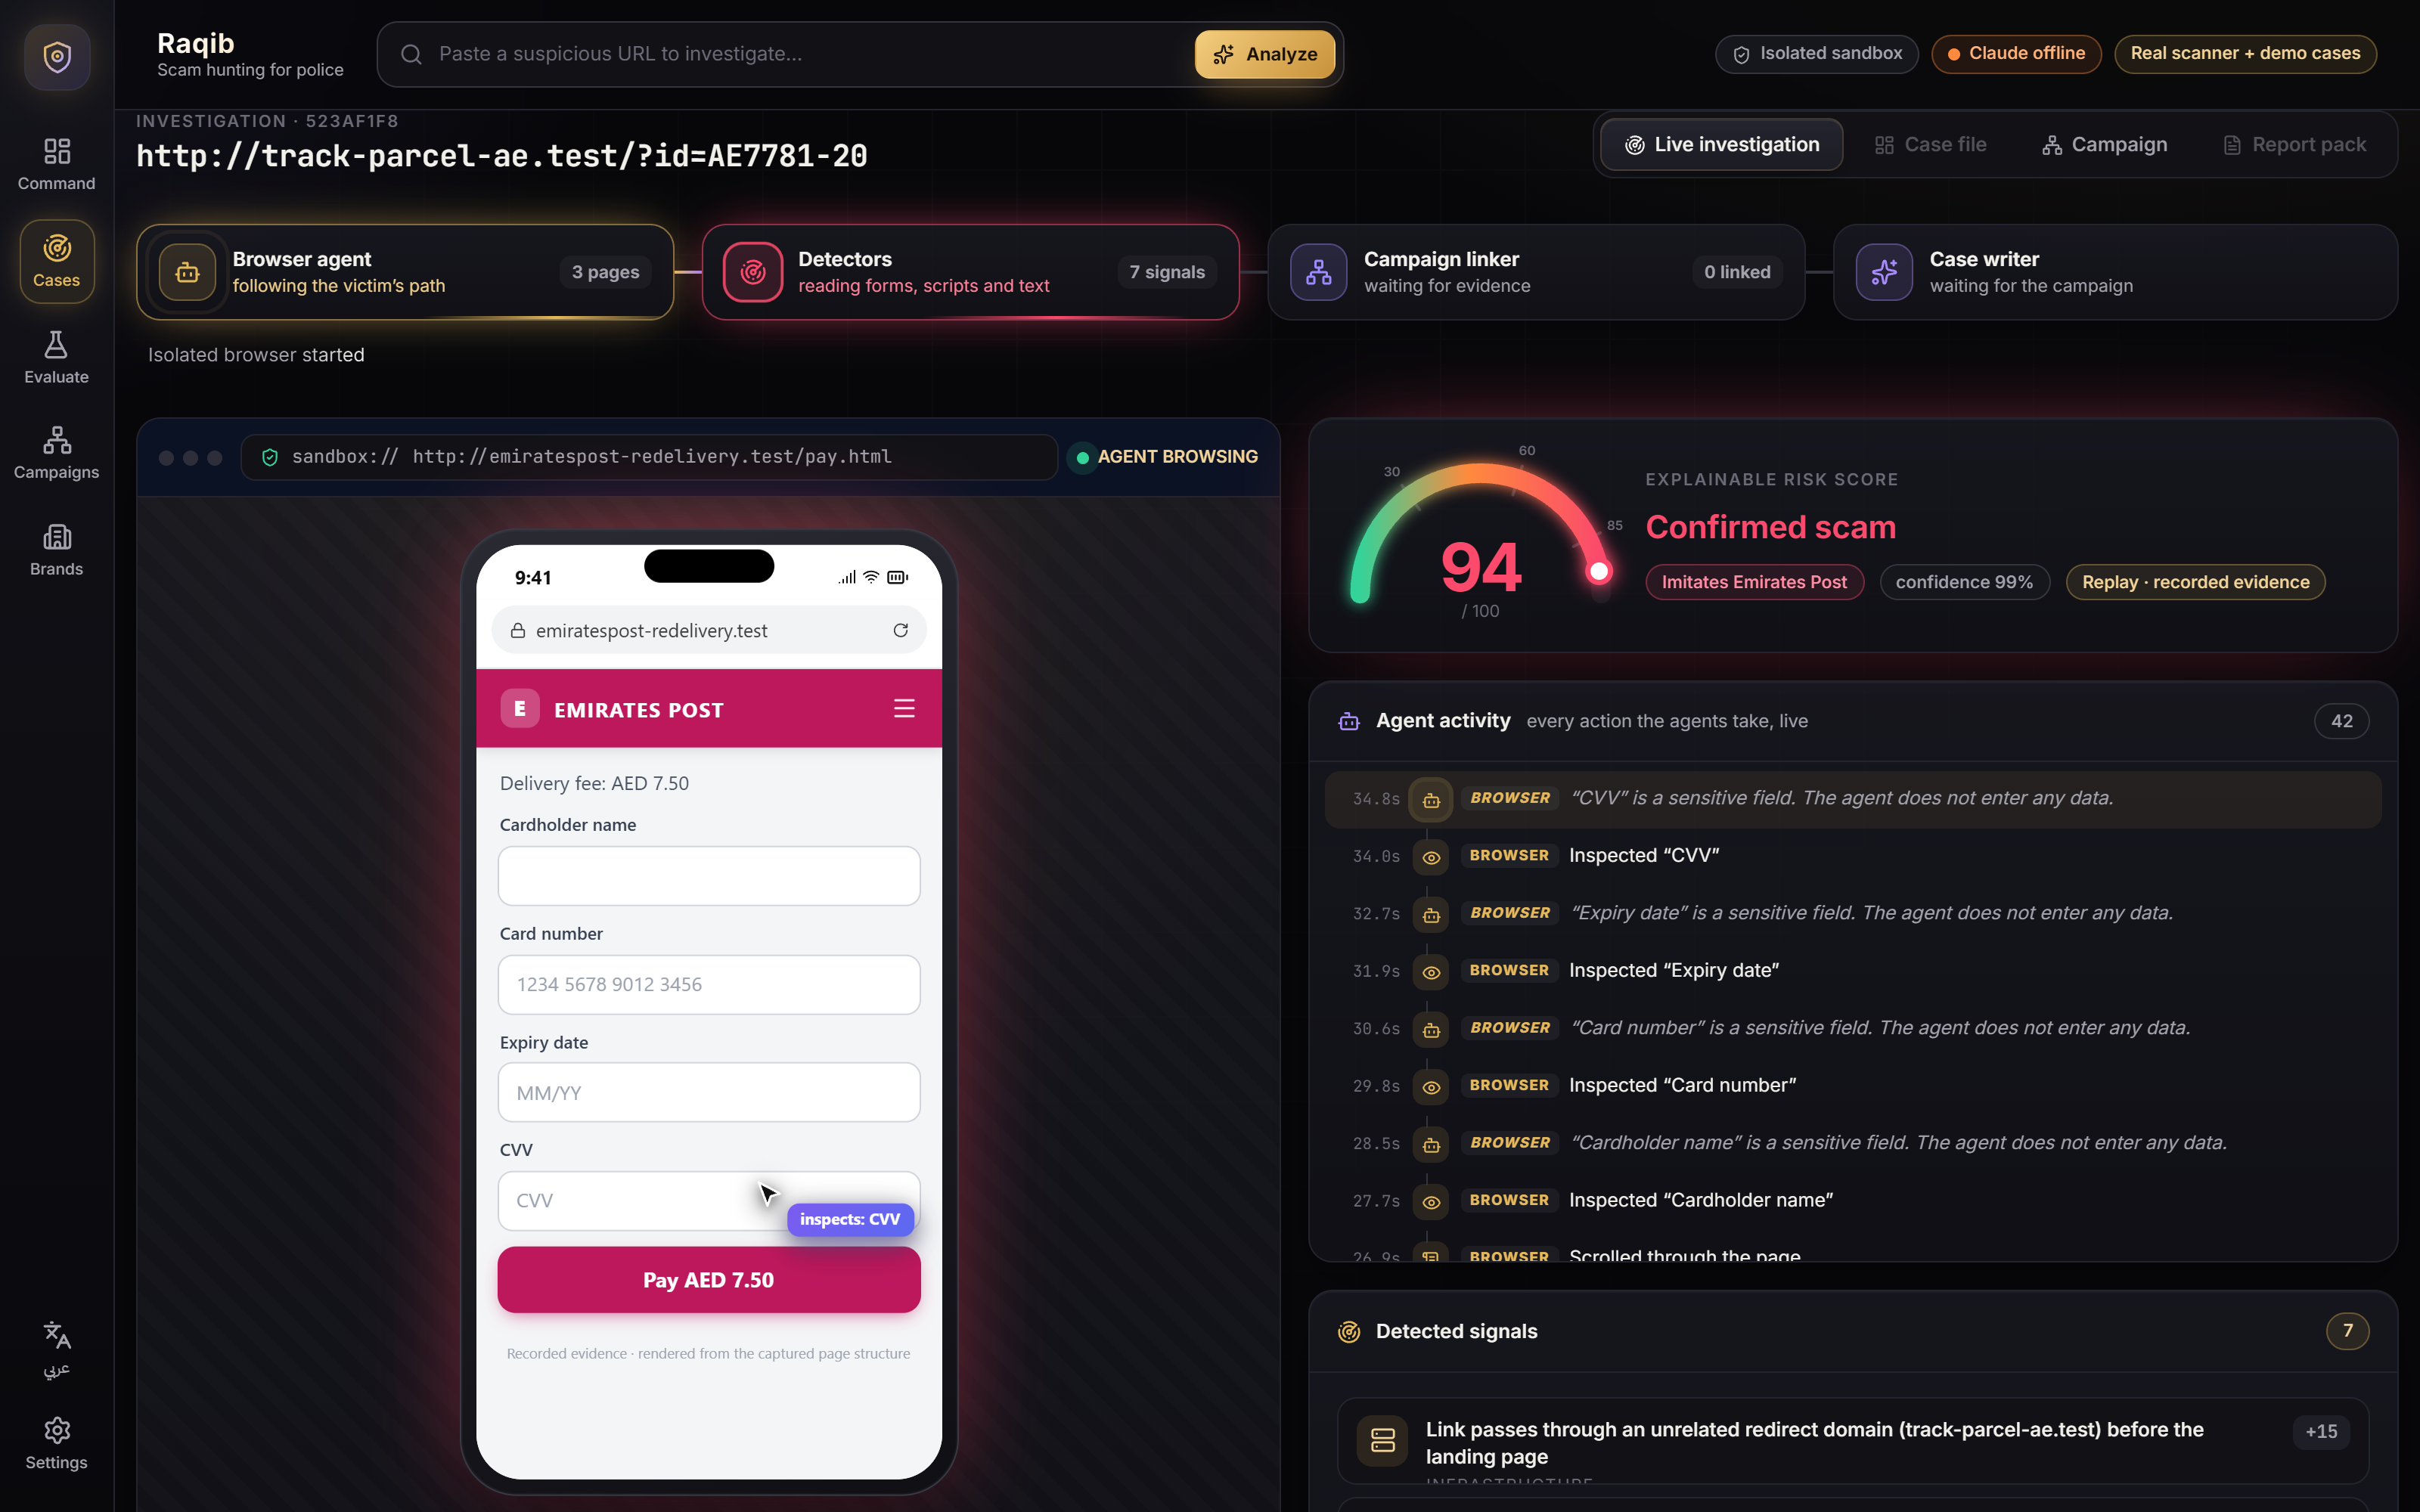 Raqib
Scam hunting for police
Paste a suspicious URL to investigate...
Analyze
Isolated sandbox
Claude offline
Real scanner + demo cases
Command
Cases
Evaluate
Campaigns
Brands
عربي
Settings
INVESTIGATION · 523AF1F8
http://track-parcel-ae.test/?id=AE7781-20
Live investigation
Case file
Campaign
Report pack
Browser agent
following the victim’s path
3 pages
Detectors
reading forms, scripts and text
7 signals
Campaign linker
waiting for evidence
0 linked
Case writer
waiting for the campaign
Isolated browser started
sandbox:// http://emiratespost-redelivery.test/pay.html
AGENT BROWSING
9:41
emiratespost-redelivery.test
E EMIRATES POST
Delivery fee: AED 7.50
Cardholder name
Card number
1234 5678 9012 3456
Expiry date
MM/YY
CVV
CVV
inspects: CVV
Pay AED 7.50
Recorded evidence · rendered from the captured page structure
30
60
85
94
/ 100
EXPLAINABLE RISK SCORE
Confirmed scam
Imitates Emirates Post
confidence 99%
Replay · recorded evidence
Agent activity every action the agents take, live
42
34.8s BROWSER “CVV” is a sensitive field. The agent does not enter any data.
34.0s BROWSER Inspected “CVV”
32.7s BROWSER “Expiry date” is a sensitive field. The agent does not enter any data.
31.9s BROWSER Inspected “Expiry date”
30.6s BROWSER “Card number” is a sensitive field. The agent does not enter any data.
29.8s BROWSER Inspected “Card number”
28.5s BROWSER “Cardholder name” is a sensitive field. The agent does not enter any data.
27.7s BROWSER Inspected “Cardholder name”
26.9s BROWSER Scrolled through the page
Detected signals
7
Link passes through an unrelated redirect domain (track-parcel-ae.test) before the
landing page
+15
INFRASTRUCTURE